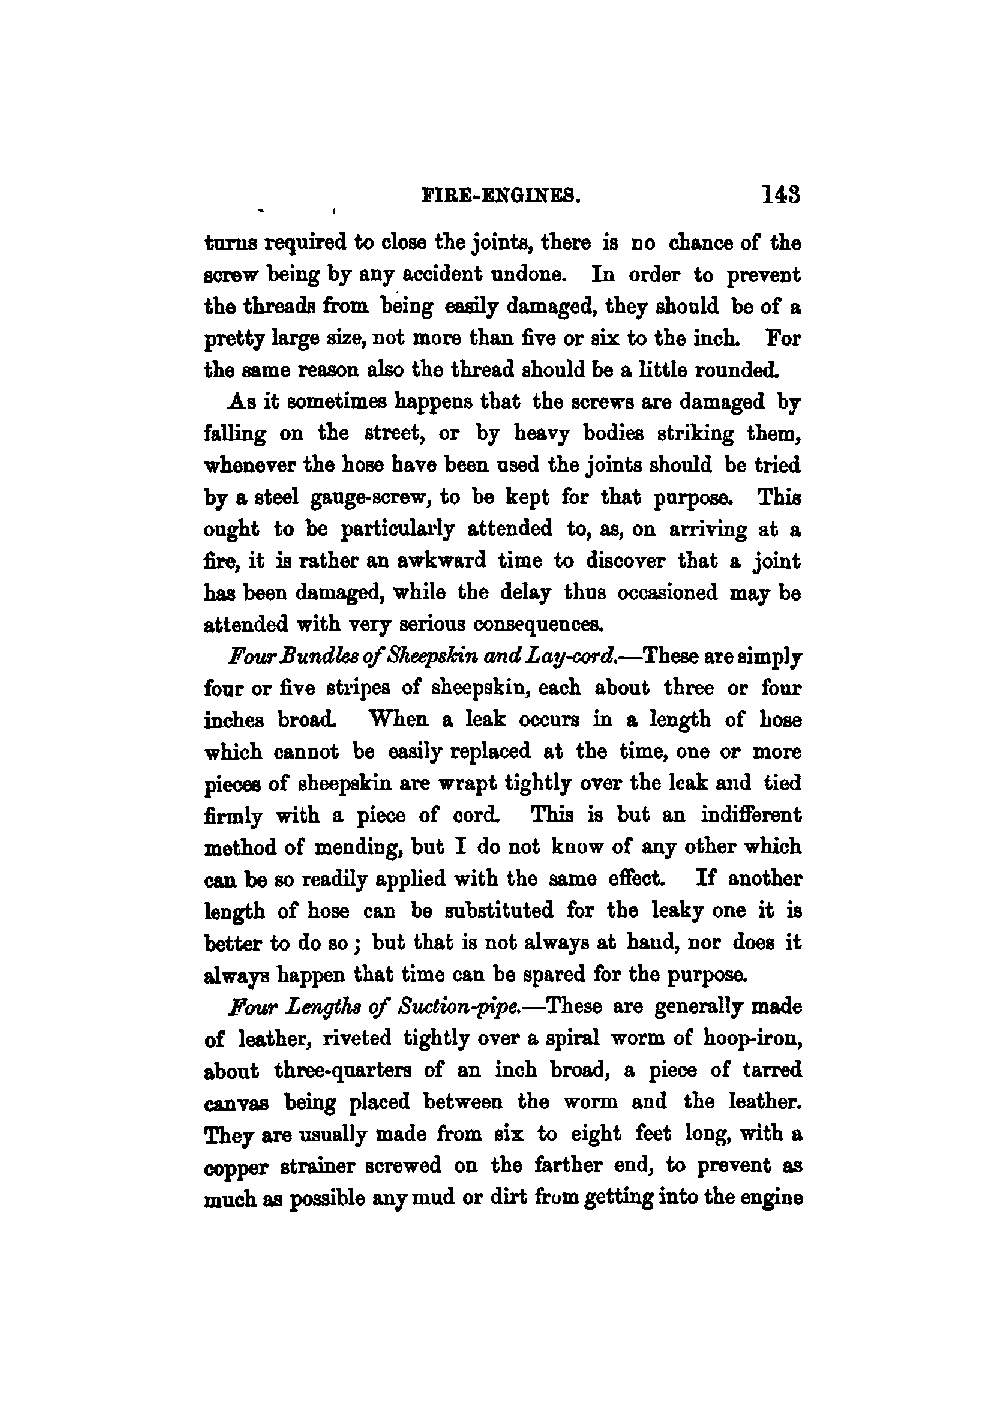 FIRE-ENGINES. 143
turns required to close the joints, there is no chance of the
screw being by any accident undone. In order to prevent
the threads from being easily damaged, they should be of a
pretty large size, not more than five or six to the inch. For
the same reason also the thread should be a little rounded.
As it sometimes happens that the screws are damaged by
falling on the street, or by heavy bodies striking them,
whenever the hose have been used the joints should be tried
by a steel gauge-screw, to be kept for that purpose. This
ought to be particularly attended to, as, on arriving at a
fire, it is rather an awkward time to discover that a joint
has been damaged, while the delay thus occasioned may be
attended with very serious consequences.
Four Bundles of Sheepskin and Lay-cord.—These are simply
four or five stripes of sheepskin, each about three or four
inches broad. When a leak occurs in a length of hose
which cannot be easily replaced at the time, one or more
pieces of sheepskin are wrapt tightly over the leak and tied
firmly with a piece of cord. This is but an indifferent
method of mending, but I do not know of any other which
can be so readily applied with the same effect. If another
length of hose can be substituted for the leaky one it is
better to do so; but that is not always at hand, nor does it
always happen that time can be spared for the purpose.
Four Lengths of Suction-pipe.—These are generally made
of leather, riveted tightly over a spiral worm of hoop-iron,
about three-quarters of an inch broad, a piece of tarred
canvas being placed between the worm and the leather.
They are usually made from six to eight feet long, with a
copper strainer screwed on the farther end, to prevent as
much as possible any mud or dirt from getting into the engine